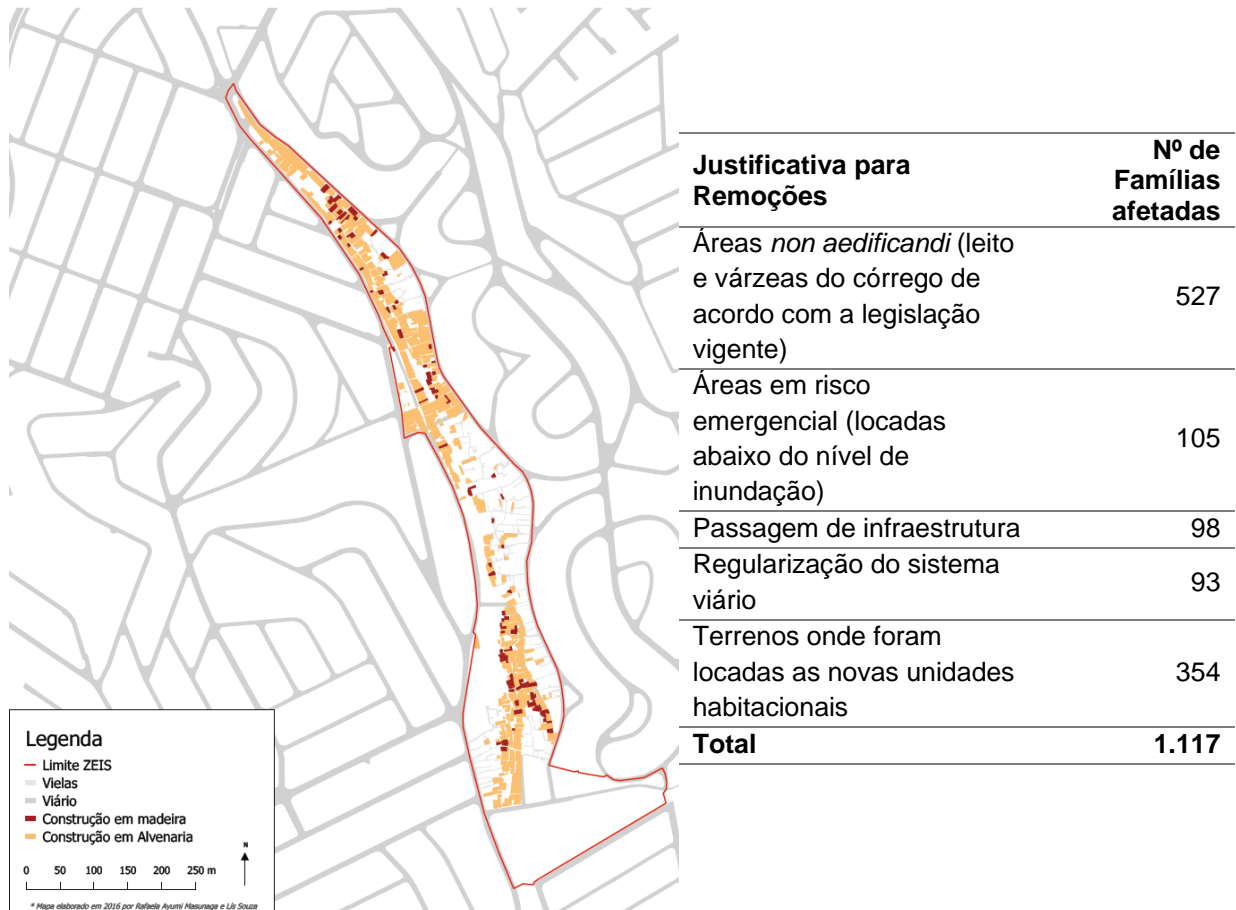 Justificativa para
Remoções
Nº de
Famílias
afetadas
Áreas non aedificandi (leito
e várzeas do córrego de
acordo com a legislação
vigente)
527
Áreas em risco
emergencial (locadas
abaixo do nível de
inundação)
105
Passagem de infraestrutura
98
Regularização do sistema
viário
93
Terrenos onde foram
locadas as novas unidades
habitacionais
354
Total
1.117
Legenda
Limite ZEIS
Vielas
Viário
Construção em madeira
Construção em Alvenaria
0 50 100 150 200 250 m
N
* Mapa elaborado em 2016 por Rafaela Ayumi Masunaga e Lís Souza